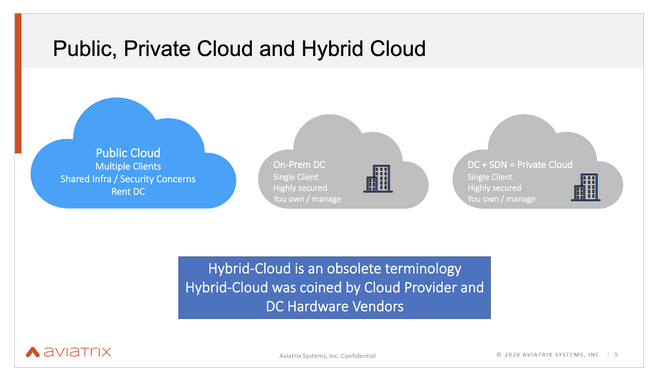 Public, Private Cloud and Hybrid Cloud
Public Cloud
Multiple Clients
Shared Infra / Security Concerns
Rent DC
On-Prem DC
Single Client
Highly secured
You own / manage
DC + SDN = Private Cloud
Single Client
Highly secured
You own / manage
Hybrid-Cloud is an obsolete terminology
Hybrid-Cloud was coined by Cloud Provider and
DC Hardware Vendors
aviatrix
Aviatrix Systems, Inc. Confidential
© 2020 AVIATRIX SYSTEMS, INC | 5